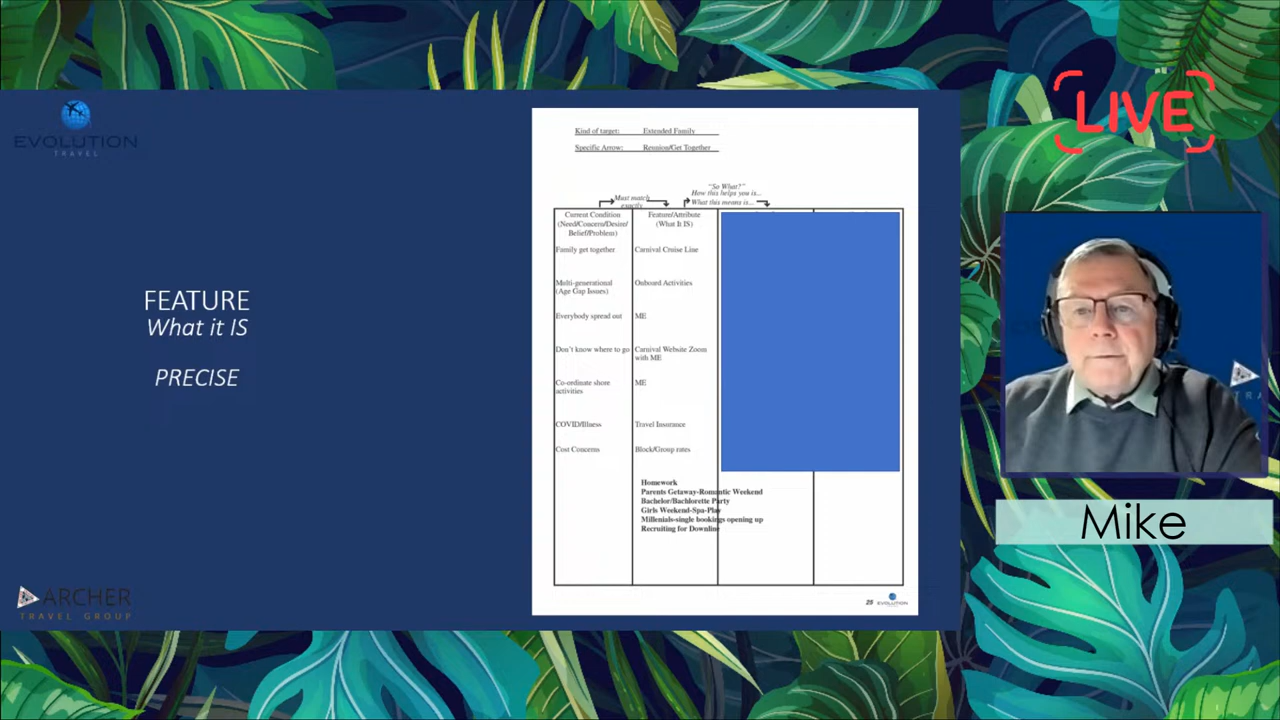 EVOLUTION
TRAVEL
FEATURE
What it IS
PRECISE
ARCHER
TRAVEL GROUP
Kind of target: Extended Family
Specific Arrow: Reunion/Get Together
Must match
exactly
"So What?"
How this helps you is...
What this means is...
Current Condition
(Need/Concern/Desire/
Belief/Problem)
Feature/Attribute
(What It IS)
Family get together
Carnival Cruise Line
Multi-generational
(Age Gap Issues)
Onboard Activities
Everybody spread out
ME
Don't know where to go
Carnival Website Zoom
with ME
Co-ordinate shore
activities
ME
COVID/Illness
Travel Insurance
Cost Concerns
Block/Group rates
Homework
Parents Getaway-Romantic Weekend
Bachelor/Bachlorette Party
Girls Weekend-Spa-Play
Millenials-single bookings opening up
Recruiting for Downline
25 EVOLUTION
LIVE
Mike